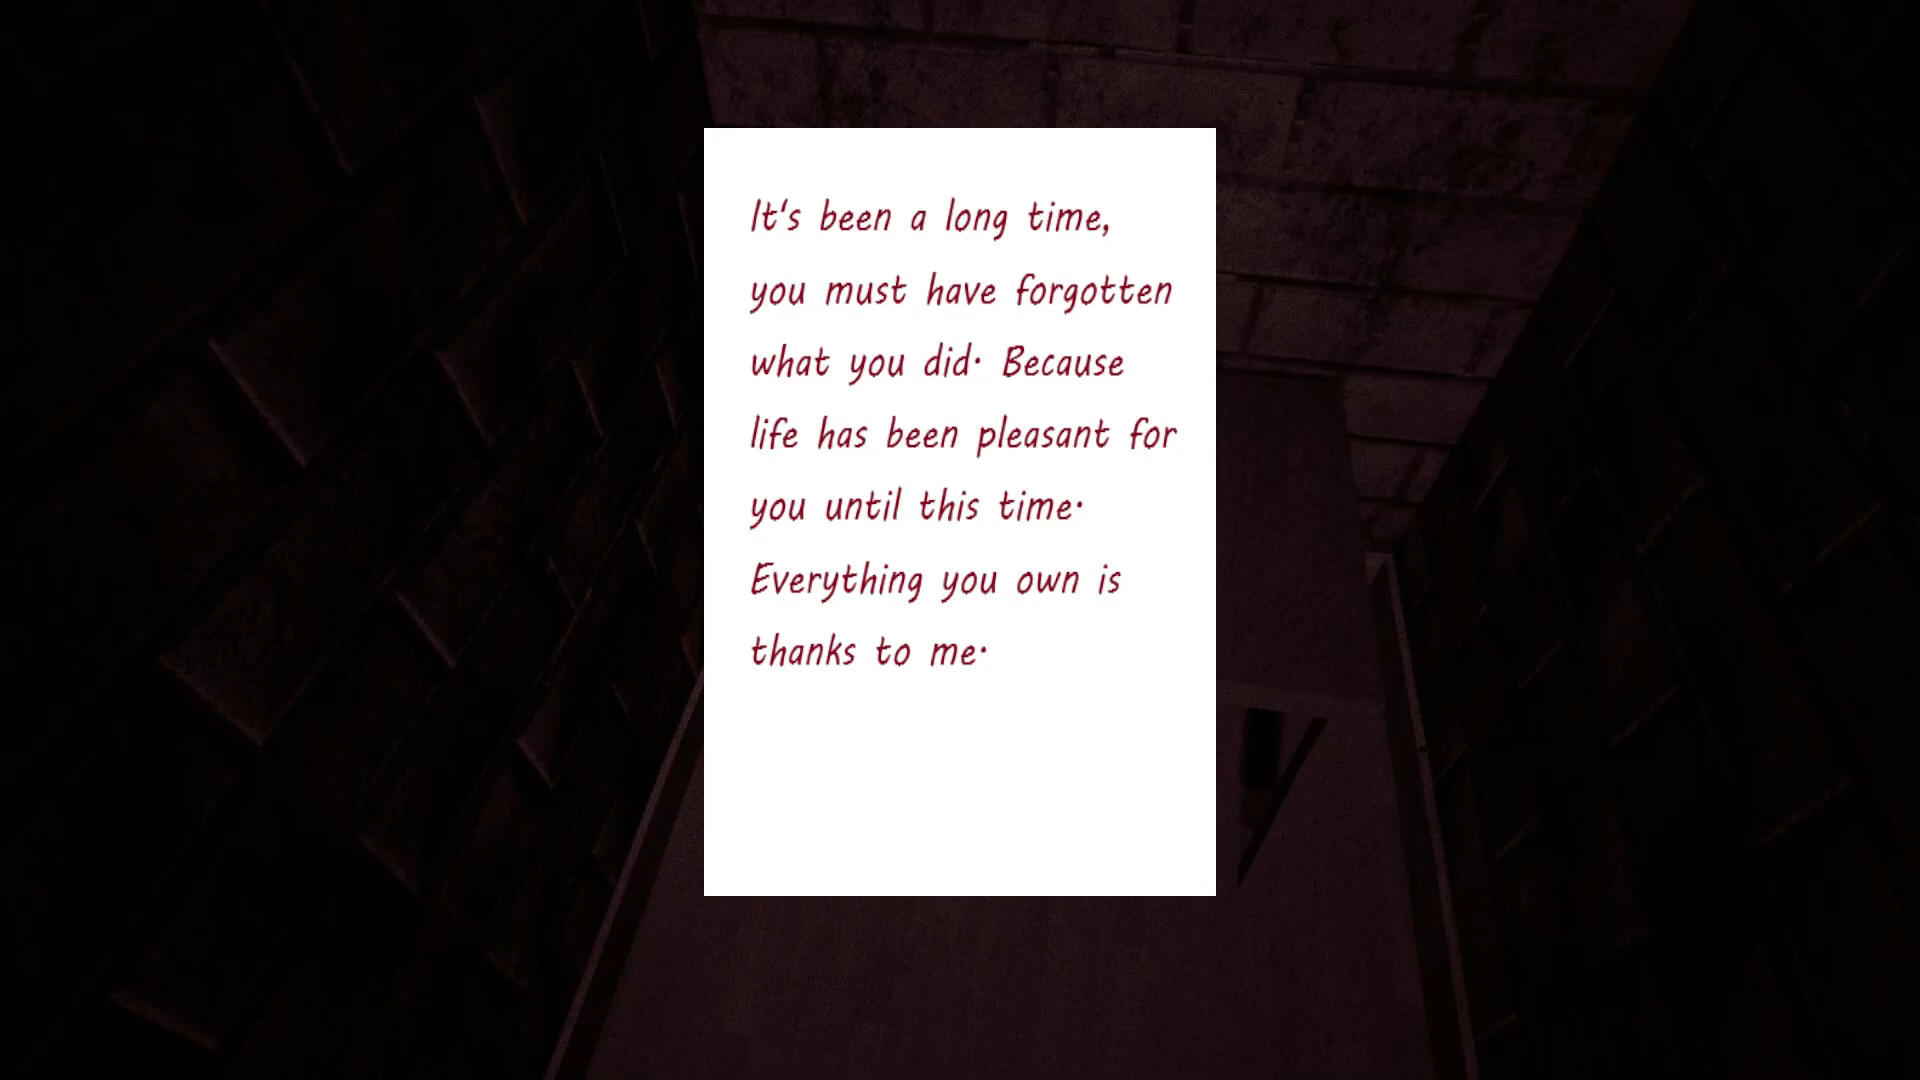 It's been a long time,
you must have forgotten
what you did. Because
life has been pleasant for
you until this time.
Everything you own is
thanks to me.